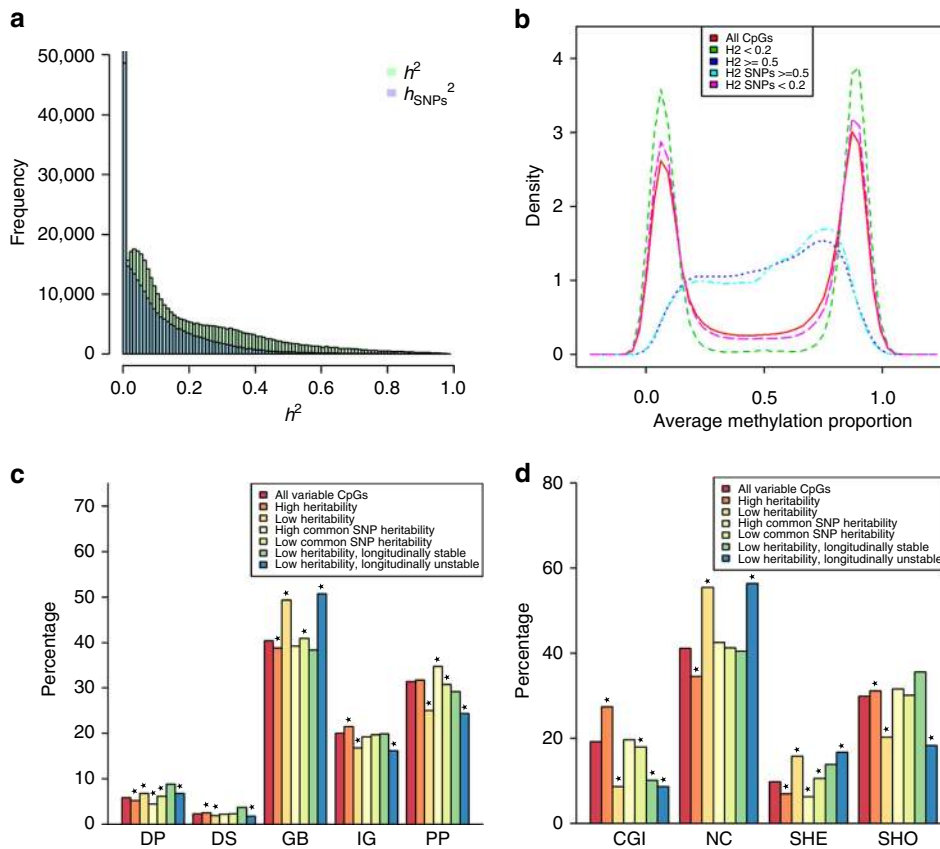 a
50,000
40,000
30,000
20,000
10,000
0
Frequency
h²
hSNPs²
0.0 0.2 0.4 0.6 0.8 1.0
h²
b
4
3
2
1
0
Density
All CpGs
H2 < 0.2
H2 >= 0.5
H2 SNPs >=0.5
H2 SNPs < 0.2
0.0 0.5 1.0
Average methylation proportion
c
70
60
50
40
30
20
10
0
Percentage
All variable CpGs
High heritability
Low heritability
High common SNP heritability
Low common SNP heritability
Low heritability, longitudinally stable
Low heritability, longitudinally unstable
DP DS GB IG PP
d
80
60
40
20
0
Percentage
All variable CpGs
High heritability
Low heritability
High common SNP heritability
Low common SNP heritability
Low heritability, longitudinally stable
Low heritability, longitudinally unstable
CGI NC SHE SHO